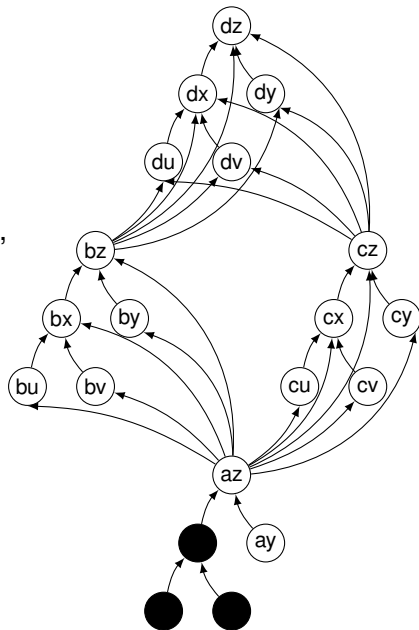 dz
dx dy
du dv
,
bz cz
bx by cx cy
bu bv cu cv
az
ay